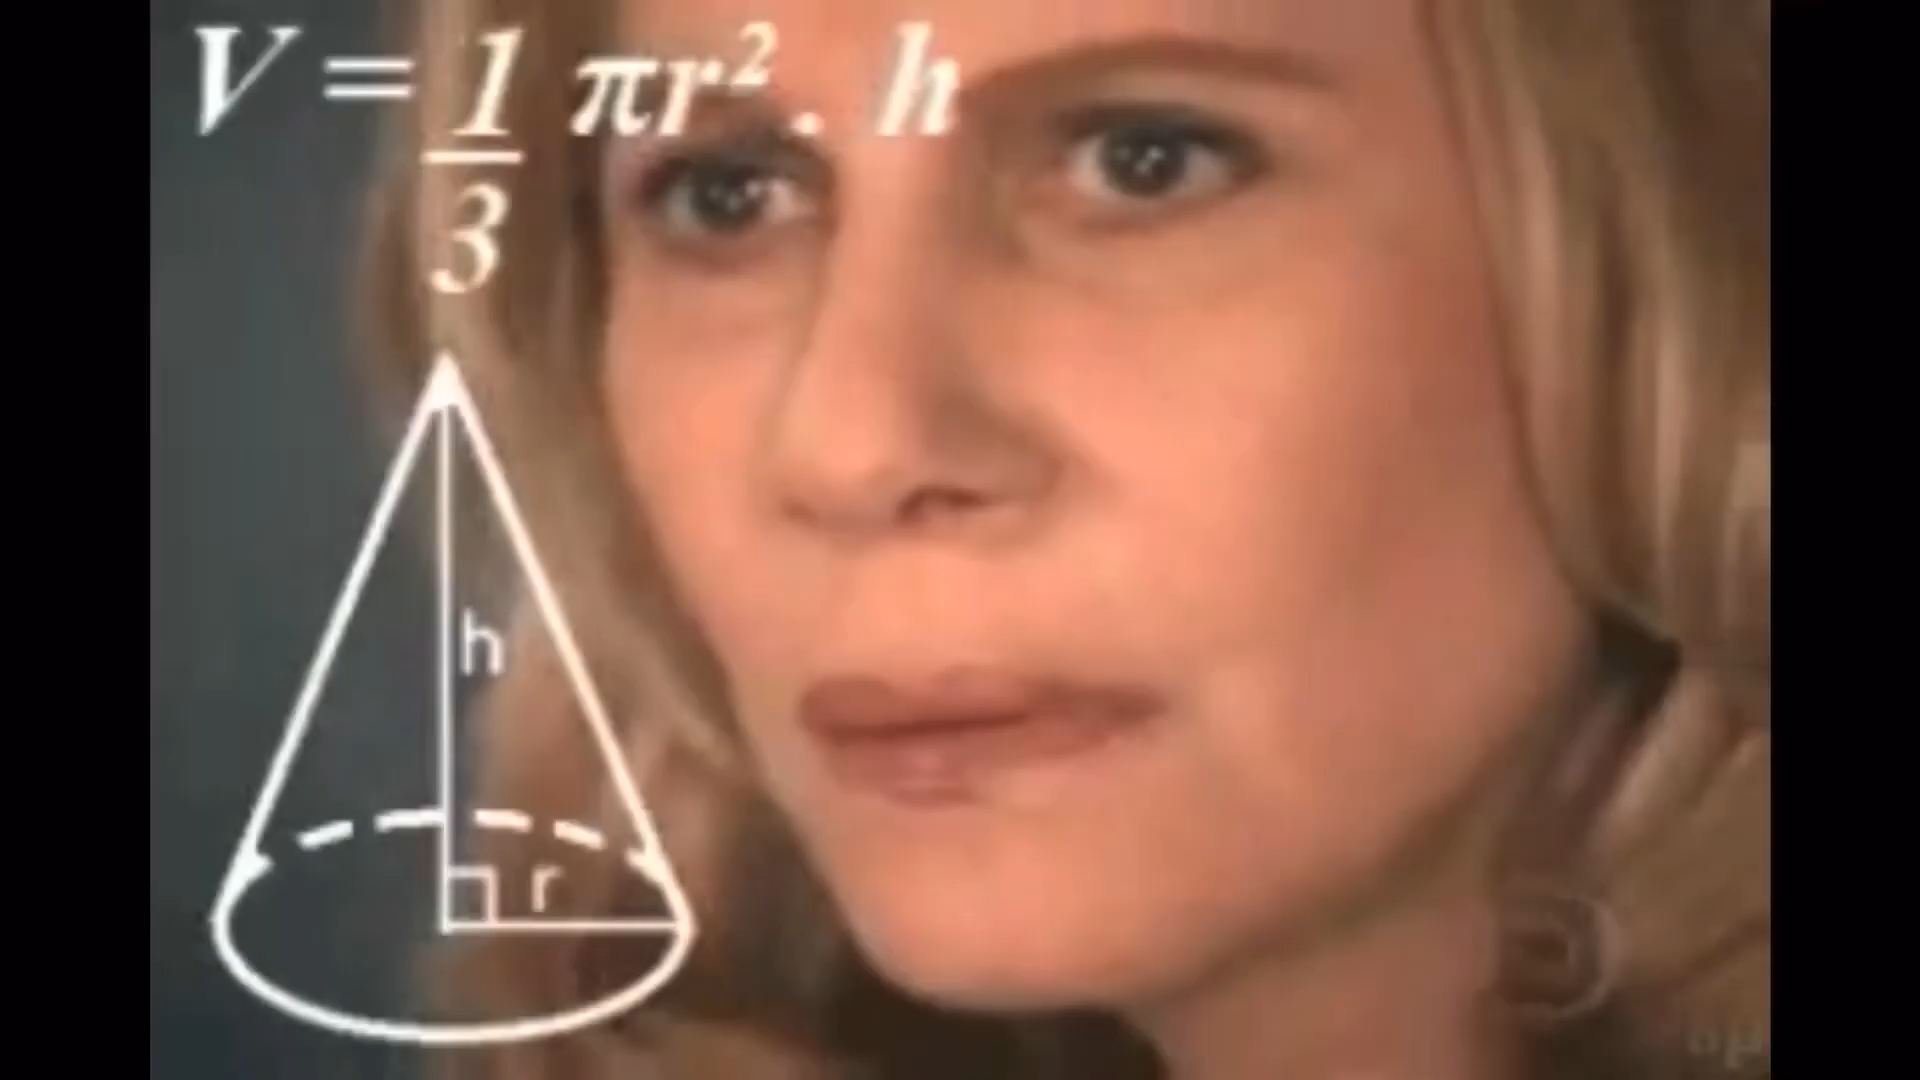 V = 1/3 πr². h
h
r